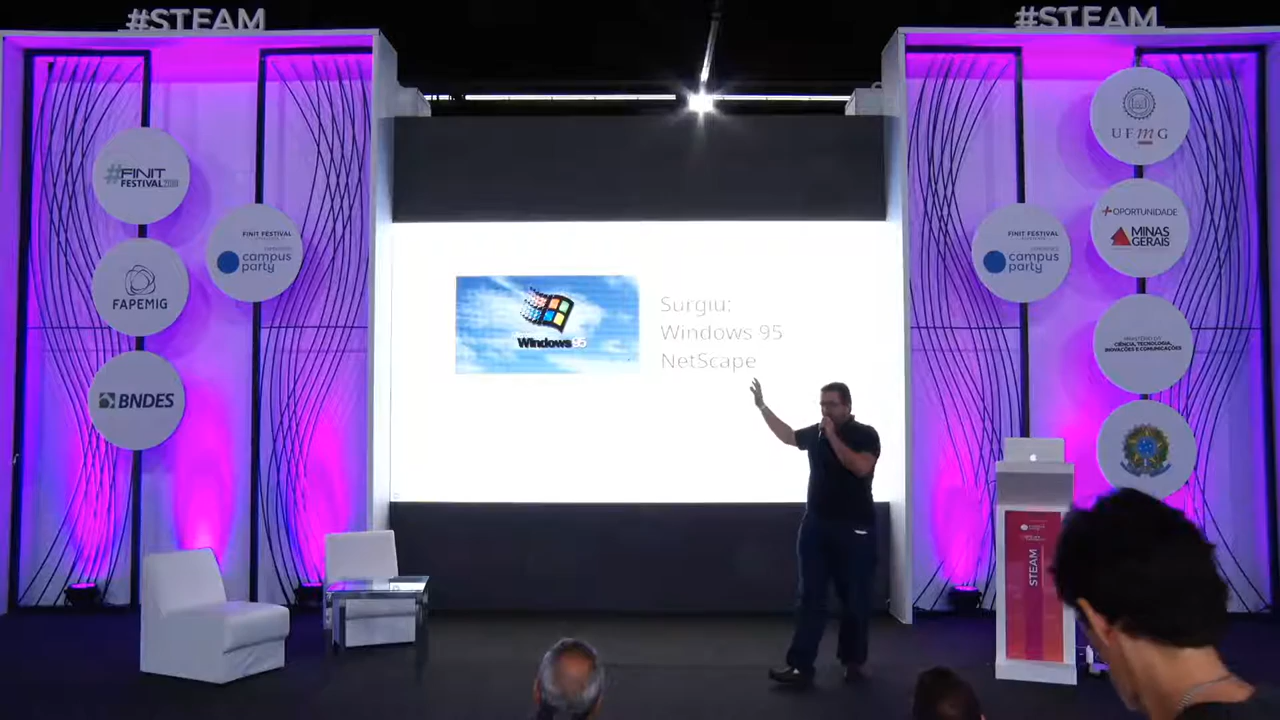 #STEAM
#STEAM
#FINIT
FESTIVAL
FINIT FESTIVAL
campus
party
FAPEMIG
BNDES
Windows 95
Surgiu:
Windows 95
NetScape
UFMG
+OPORTUNIDADE
MINAS
GERAIS
FINIT FESTIVAL
campus
party
CIÊNCIA, TECNOLOGIA,
INOVAÇÕES E COMUNICAÇÕES
STEAM